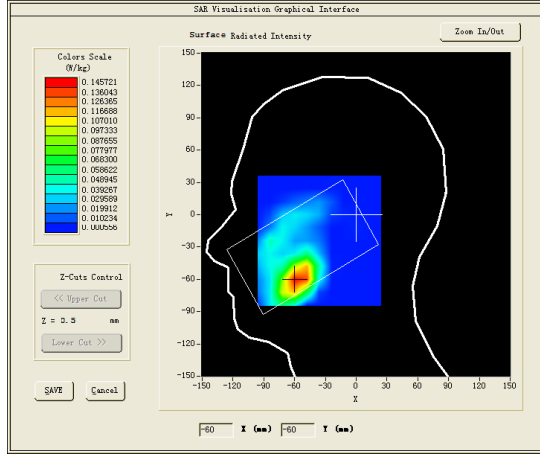 SAR Visualisation Graphical Interface
Surface Radiated Intensity
Zoom In/Out
Colors Scale
(W/kg)
0.145721
0.136043
0.126365
0.116688
0.107010
0.097333
0.087655
0.077977
0.068300
0.058622
0.048945
0.039267
0.029589
0.019912
0.010234
0.000556
Z-Cuts Control
<< Upper Cut
Z = 0.5 mm
Lower Cut >>
SAVE
Cancel
150-
120-
90-
60-
30-
Y
0-
-30-
-60-
-90-
-120-
-150-
-150 -120 -90 -60 -30 0 30 60 90 120 150
X
-60 X (mm) -60 Y (mm)